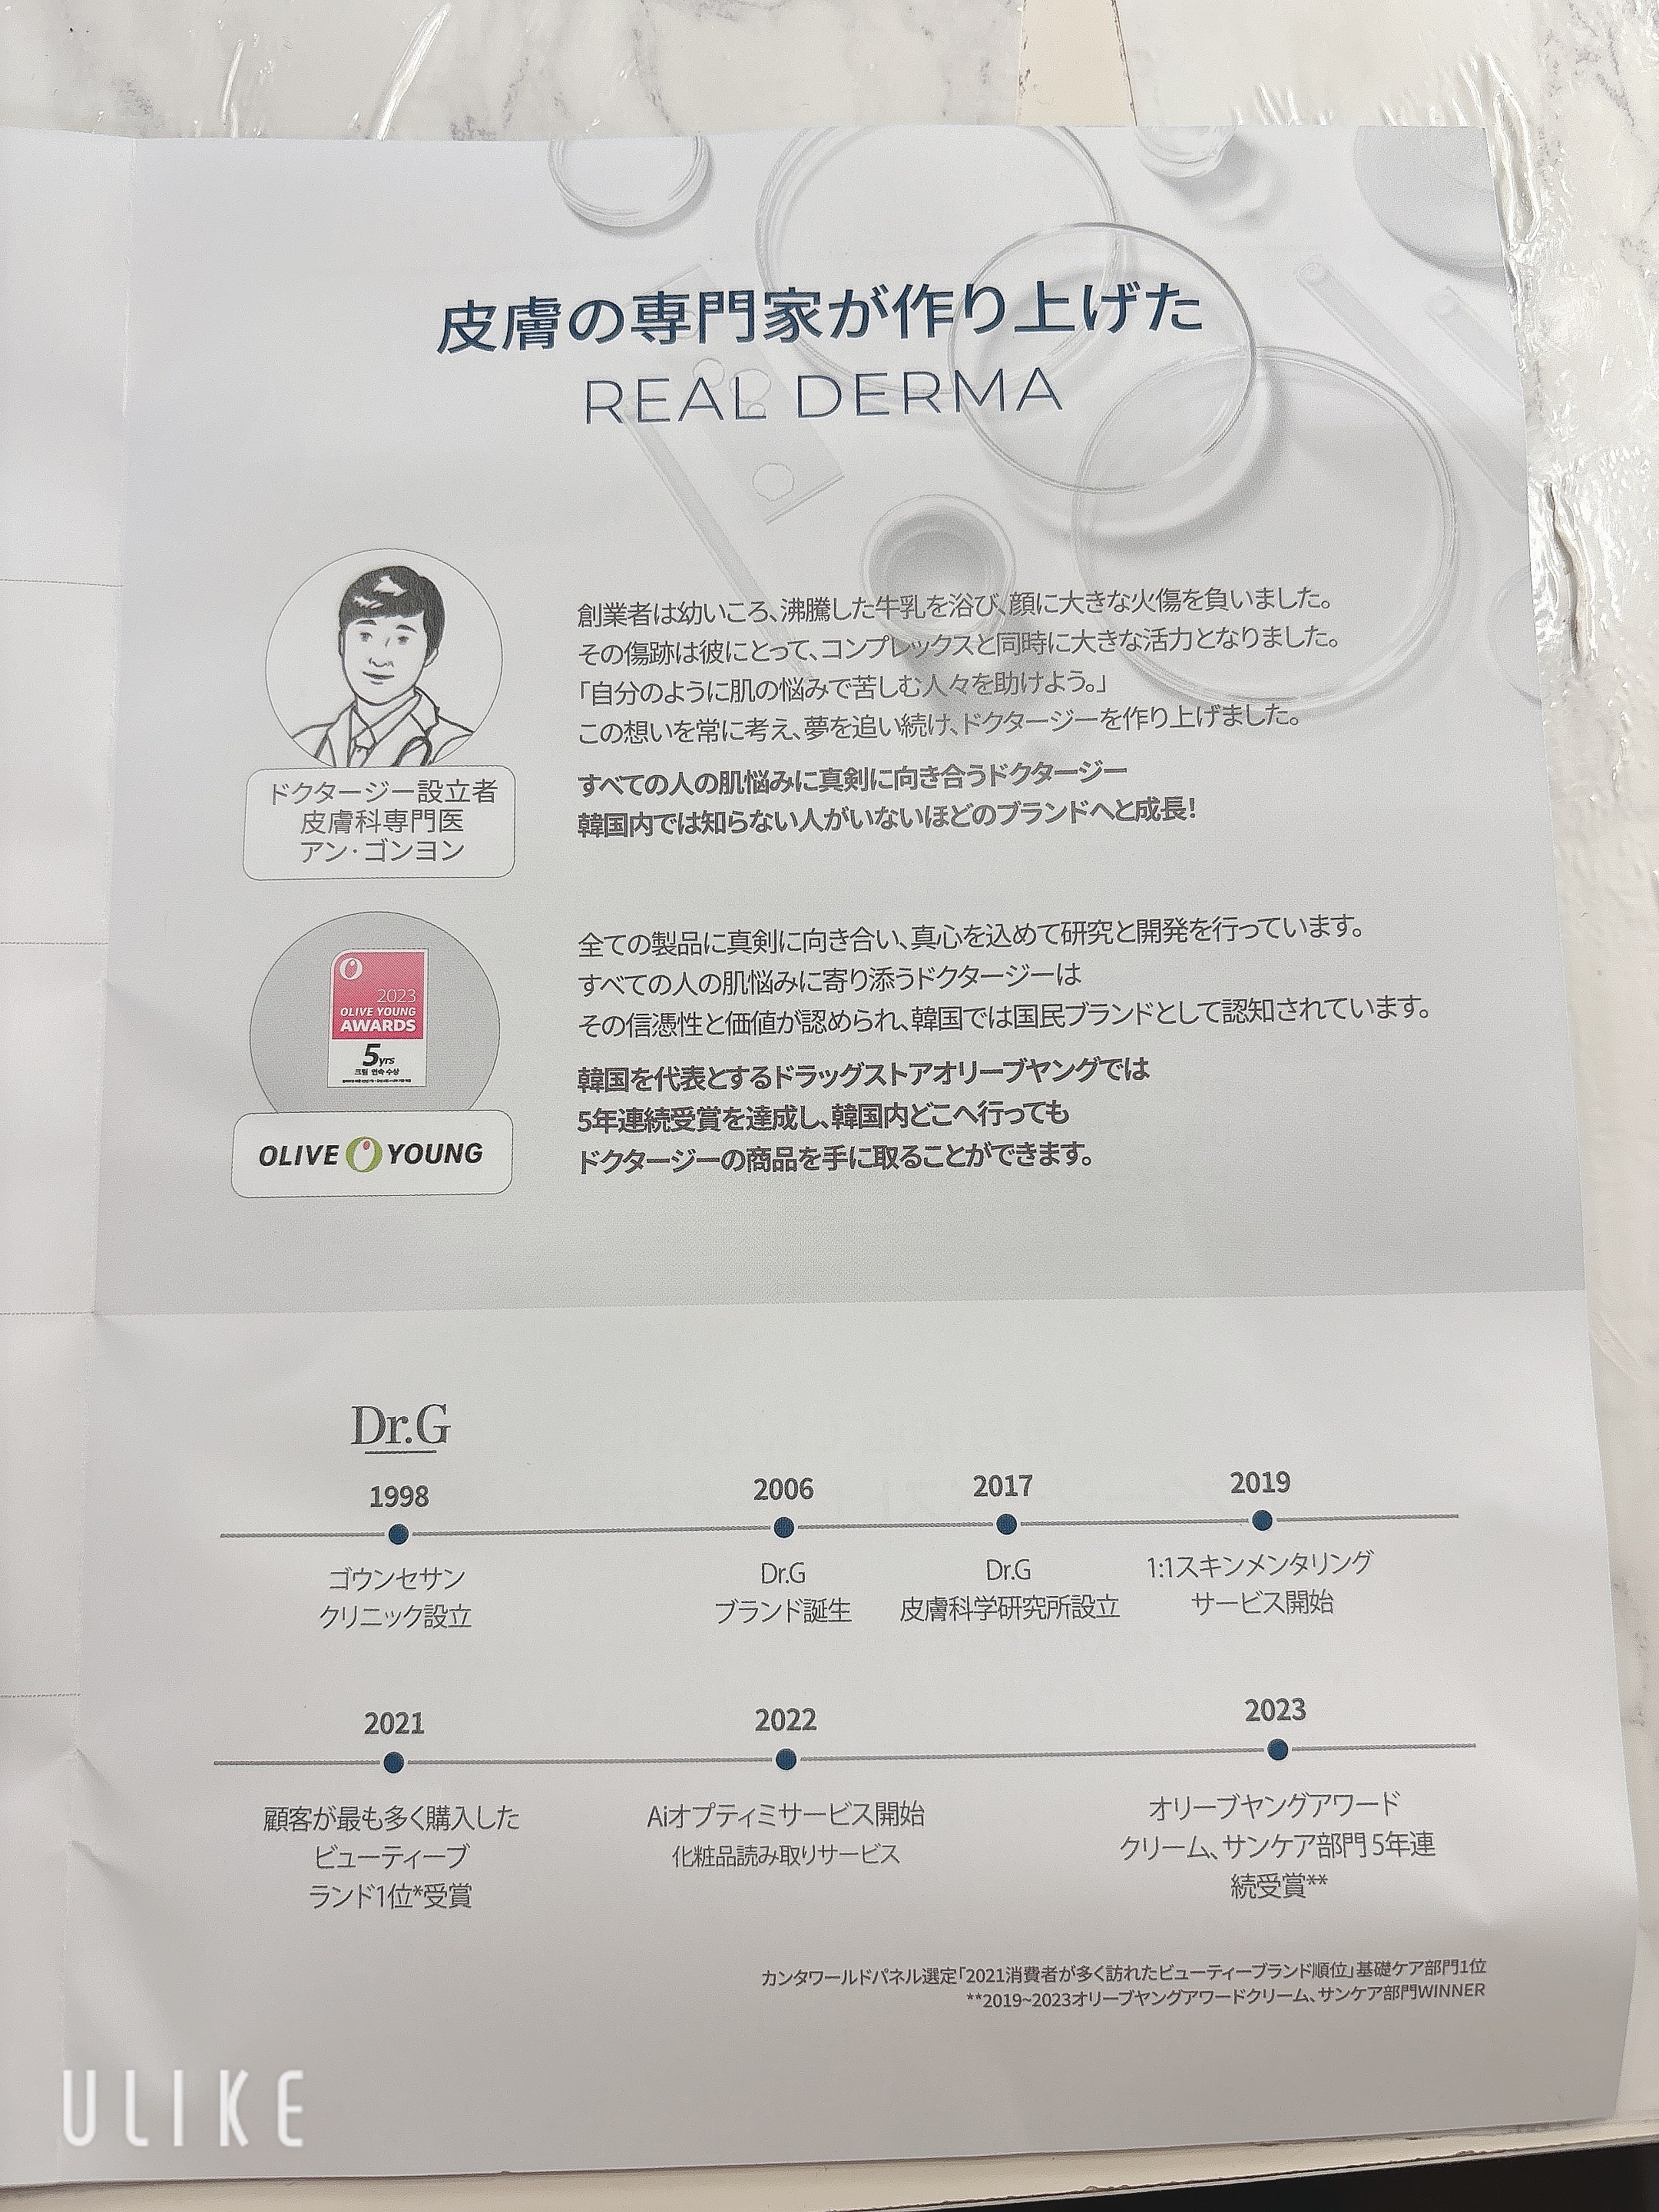 皮膚の専門家が作り上げた
REAL DERMA
創業者は幼いころ、沸騰した牛乳を浴び、顔に大きな火傷を負いました。
その傷跡は彼にとって、コンプレックスと同時に大きな活力となりました。
「自分のように肌の悩みで苦しむ人々を助けよう。」
この想いを常に考え、夢を追い続け、ドクタージーを作り上げました。
すべての人の肌悩みに真剣に向き合うドクタージー
韓国内では知らない人がいないほどのブランドへと成長!
ドクタージー設立者
皮膚科専門医
アン·ゴンヨン
全ての製品に真剣に向き合い、真心を込めて研究と開発を行っています。
すべての人の肌悩みに寄り添うドクタージーは
その信憑性と価値が認められ、韓国では国民ブランドとして認知されています。
韓国を代表とするドラッグストアオリーブヤングでは
5年連続受賞を達成し、韓国内どこへ行っても
ドクタージーの商品を手に取ることができます。
2023
OLIVE YOUNG
AWARDS
5yrs
크림 연속 수상
OLIVE YOUNG
Dr.G
1998
2006
2017
2019
ゴウンセサン
クリニック設立
Dr.G
ブランド誕生
Dr.G
皮膚科学研究所設立
1:1スキンメンタリング
サービス開始
2021
2022
2023
顧客が最も多く購入した
ビューティーブ
ランド1位*受賞
Aiオプティミサービス開始
化粧品読み取りサービス
オリーブヤングアワード
クリーム、サンケア部門 5年連
続受賞**
カンタワールドパネル選定「2021消費者が多く訪れたビューティーブランド順位」基礎ケア部門1位
**2019~2023オリーブヤングアワードクリーム、サンケア部門WINNER
ULIKE